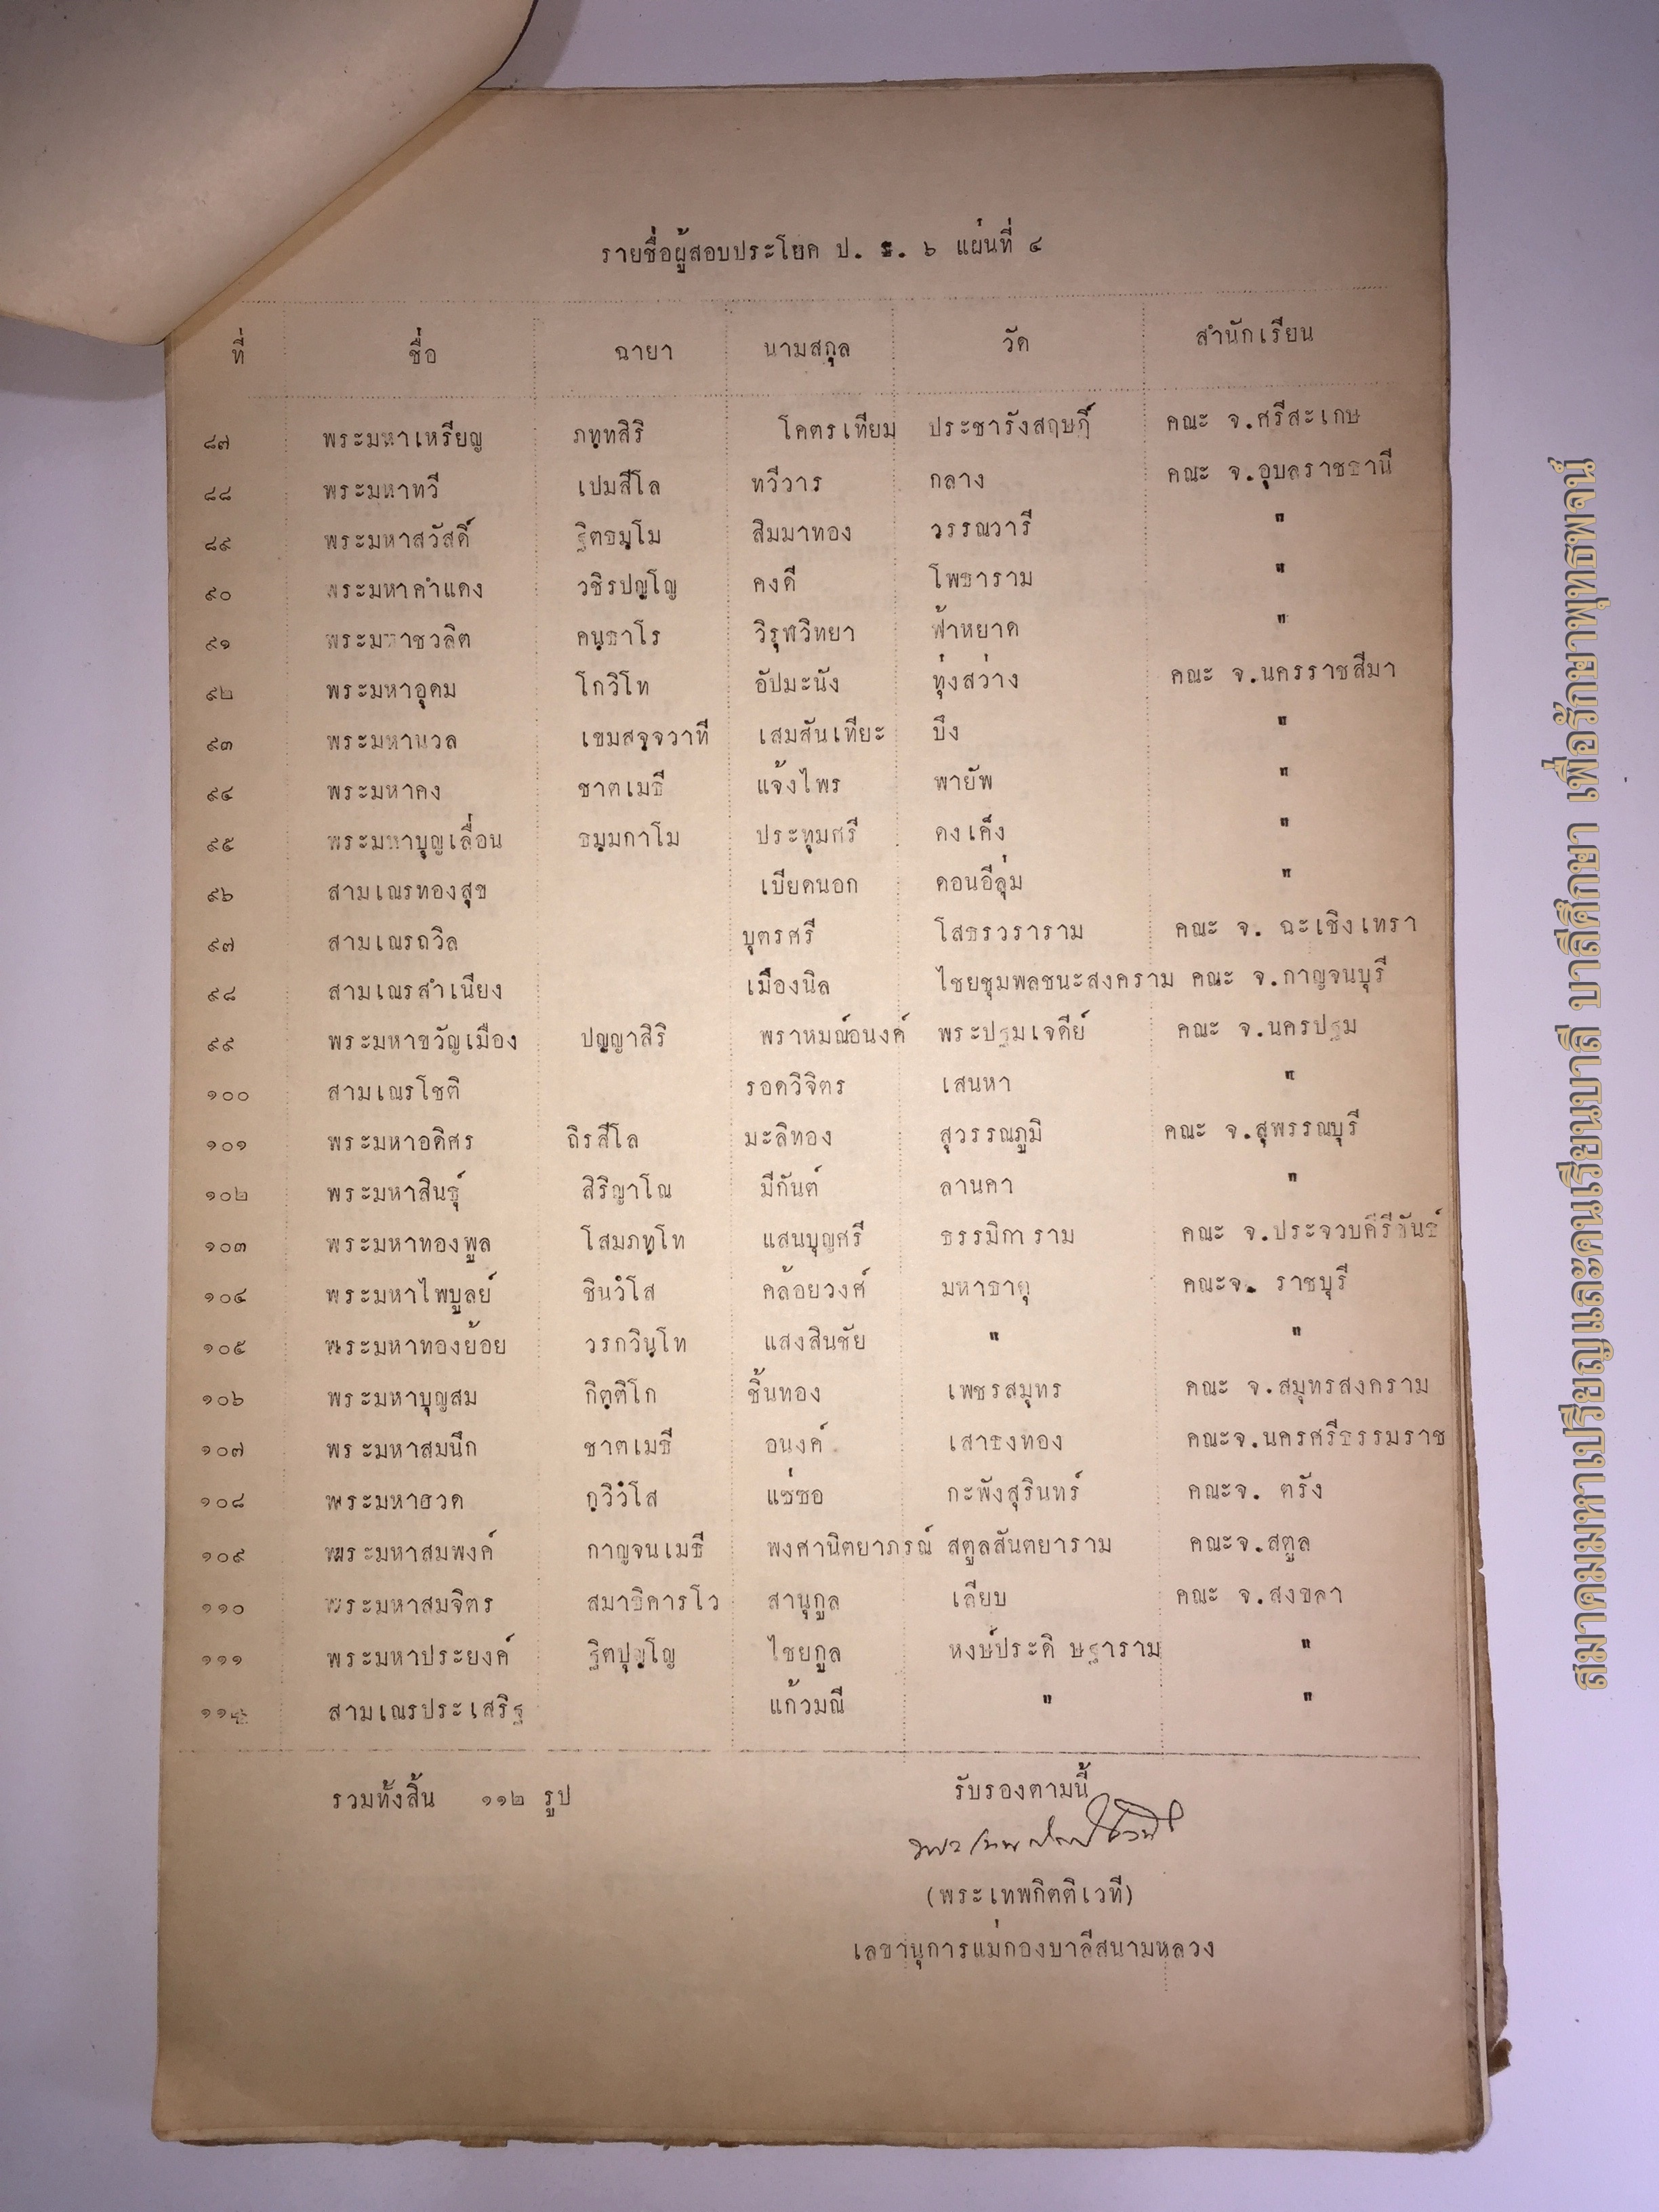 รายชื่อผู้สอบประโยค ป. ธ. ๖ แผ่นที่ ๔
ที่ ชื่อ ฉายา นามสกุล วัด สำนักเรียน
๘๗ พระมหาเหรียญ ภทฺทสิริ โคตรเทียม ประชารังสฤษฎิ์ คณะ จ.ศรีสะเกษ
๘๘ พระมหาทวี เปมสีโล ทวีวาร กลาง คณะ จ.อุบลราชธานี
๘๙ พระมหาสวัสดิ์ ฐิตธมฺโม สิมมาทอง วรรณวารี "
๙๐ พระมหาคำแดง วชิรปญฺโญ คงดี โพธาราม "
๙๑ พระมหาชวลิต คนฺธาโร วิรุฬวิทยา ฟ้าหยาด "
๙๒ พระมหาอุดม โกวิโท อัปมะนัง ทุ่งสว่าง คณะ จ.นครราชสีมา
๙๓ พระมหานวล เขมสจฺจวาที เสมสันเทียะ บึง "
๙๔ พระมหาคง ชาตเมธี แจ้งไพร พายัพ "
๙๕ พระมหาบุญเลื่อน ธมฺมกาโม ประทุมศรี ดงเค็ง "
๙๖ สามเณรทองสุข เบียดนอก ดอนอีลุ่ม "
๙๗ สามเณรถวิล บุตรศรี โสธรวราราม คณะ จ. ฉะเชิงเทรา
๙๘ สามเณรสำเนียง เมืองนิล ไชยชุมพลชนะสงคราม คณะ จ.กาญจนบุรี
๙๙ พระมหาขวัญเมือง ปญฺญาสิริ พราหมณ์อนงค์ พระปฐมเจดีย์ คณะ จ.นครปฐม
๑๐๐ สามเณรโชติ รอดวิจิตร เสนหา "
๑๐๑ พระมหาอดิศร ถิรสีโล มะลิทอง สุวรรณภูมิ คณะ จ.สุพรรณบุรี
๑๐๒ พระมหาสินธุ์ สิริญาโณ มีกันต์ ลานคา "
๑๐๓ พระมหาทองพูล โสมภทฺโท แสนบุญศรี ธรรมิการาม คณะ จ.ประจวบคีรีขันธ์
๑๐๔ พระมหาไพบูลย์ ชินวํโส คล้อยวงศ์ มหาธาตุ คณะจ. ราชบุรี
๑๐๕ พระมหาทองย้อย วรกวินฺโท แสงสินชัย " "
๑๐๖ พระมหาบุญสม กิตฺติโก ชิ้นทอง เพชรสมุทร คณะ จ.สมุทรสงคราม
๑๐๗ พระมหาสมนึก ชาตเมธี อนงค์ เสาธงทอง คณะจ.นครศรีธรรมราช
๑๐๘ พระมหาธวด กวิวํโส แซ่ซอ กะพังสุรินทร์ คณะจ. ตรัง
๑๐๙ พระมหาสมพงค์ กาญจนเมธี พงศานิตยาภรณ์ สตูลสันตยาราม คณะจ.สตูล
๑๑๐ พระมหาสมจิตร สมาธิคารโว สานุกูล เลียบ คณะ จ.สงขลา
๑๑๑ พระมหาประยงค์ ฐิตปุญฺโญ ไชยกูล หงษ์ประดิ ษฐาราม "
๑๑๒ สามเณรประเสริฐ แก้วมณี " "
รวมทั้งสิ้น ๑๑๒ รูป รับรองตามนี้
(พระเทพกิตติเวที)
เลขานุการแม่กองบาลีสนามหลวง
สมาคมมหาเปรียญและคนเรียนบาลี บาลีศึกษา เพื่อรักษาพุทธพจน์